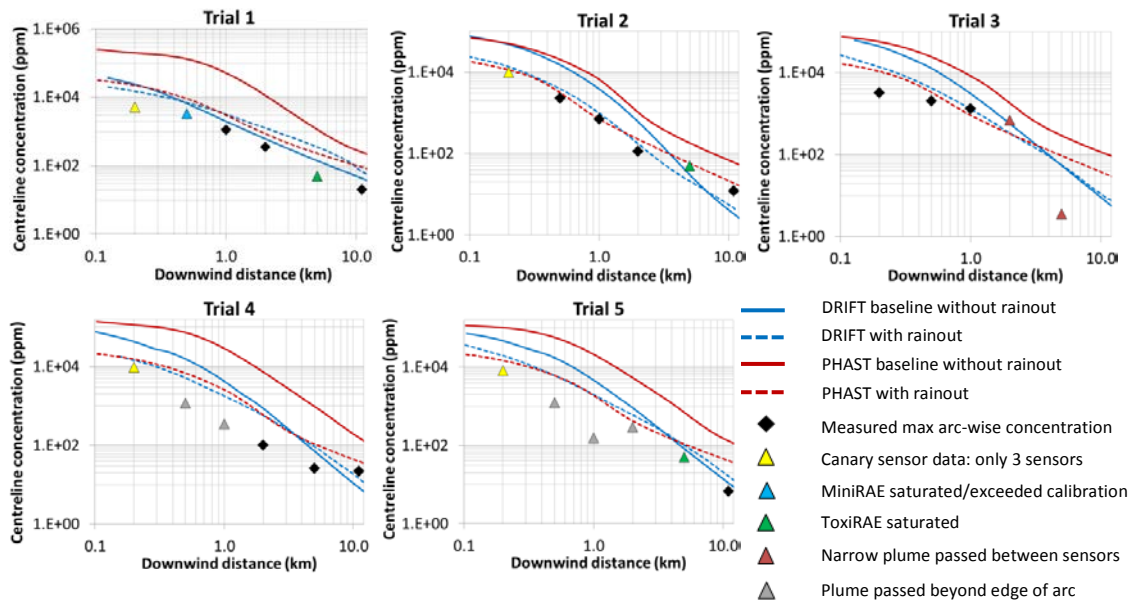 Trial 1
Centreline concentration (ppm)
1.E+06
1.E+04
1.E+02
1.E+00
0.1
1.0
10.0
Downwind distance (km)
Trial 2
Centreline concentration (ppm)
1.E+04
1.E+02
1.E+00
0.1
1.0
10.0
Downwind distance (km)
Trial 3
Centreline concentration (ppm)
1.E+04
1.E+02
1.E+00
0.1
1.0
10.0
Downwind distance (km)
Trial 4
Centreline concentration (ppm)
1.E+04
1.E+02
1.E+00
0.1
1.0
10.0
Downwind distance (km)
Trial 5
Centreline concentration (ppm)
1.E+04
1.E+02
1.E+00
0.1
1.0
10.0
Downwind distance (km)
DRIFT baseline without rainout
DRIFT with rainout
PHAST baseline without rainout
PHAST with rainout
Measured max arc-wise concentration
Canary sensor data: only 3 sensors
MiniRAE saturated/exceeded calibration
ToxiRAE saturated
Narrow plume passed between sensors
Plume passed beyond edge of arc